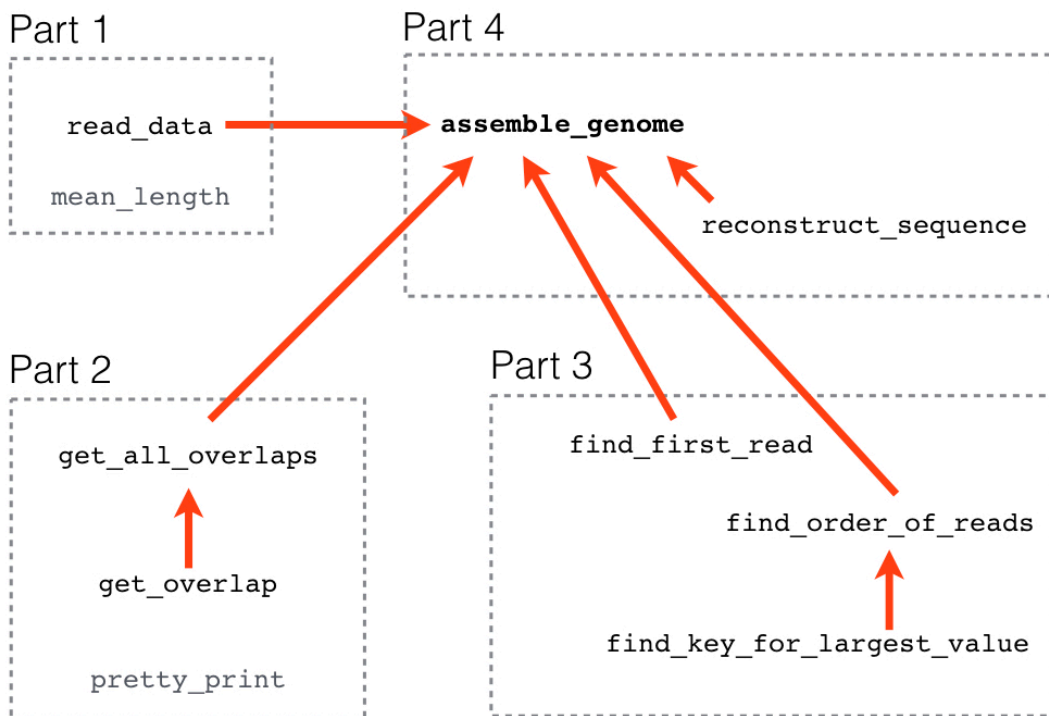 Part 1
read_data
mean_length
Part 4
assemble_genome
reconstruct_sequence
Part 2
get_all_overlaps
get_overlap
pretty_print
Part 3
find_first_read
find_order_of_reads
find_key_for_largest_value